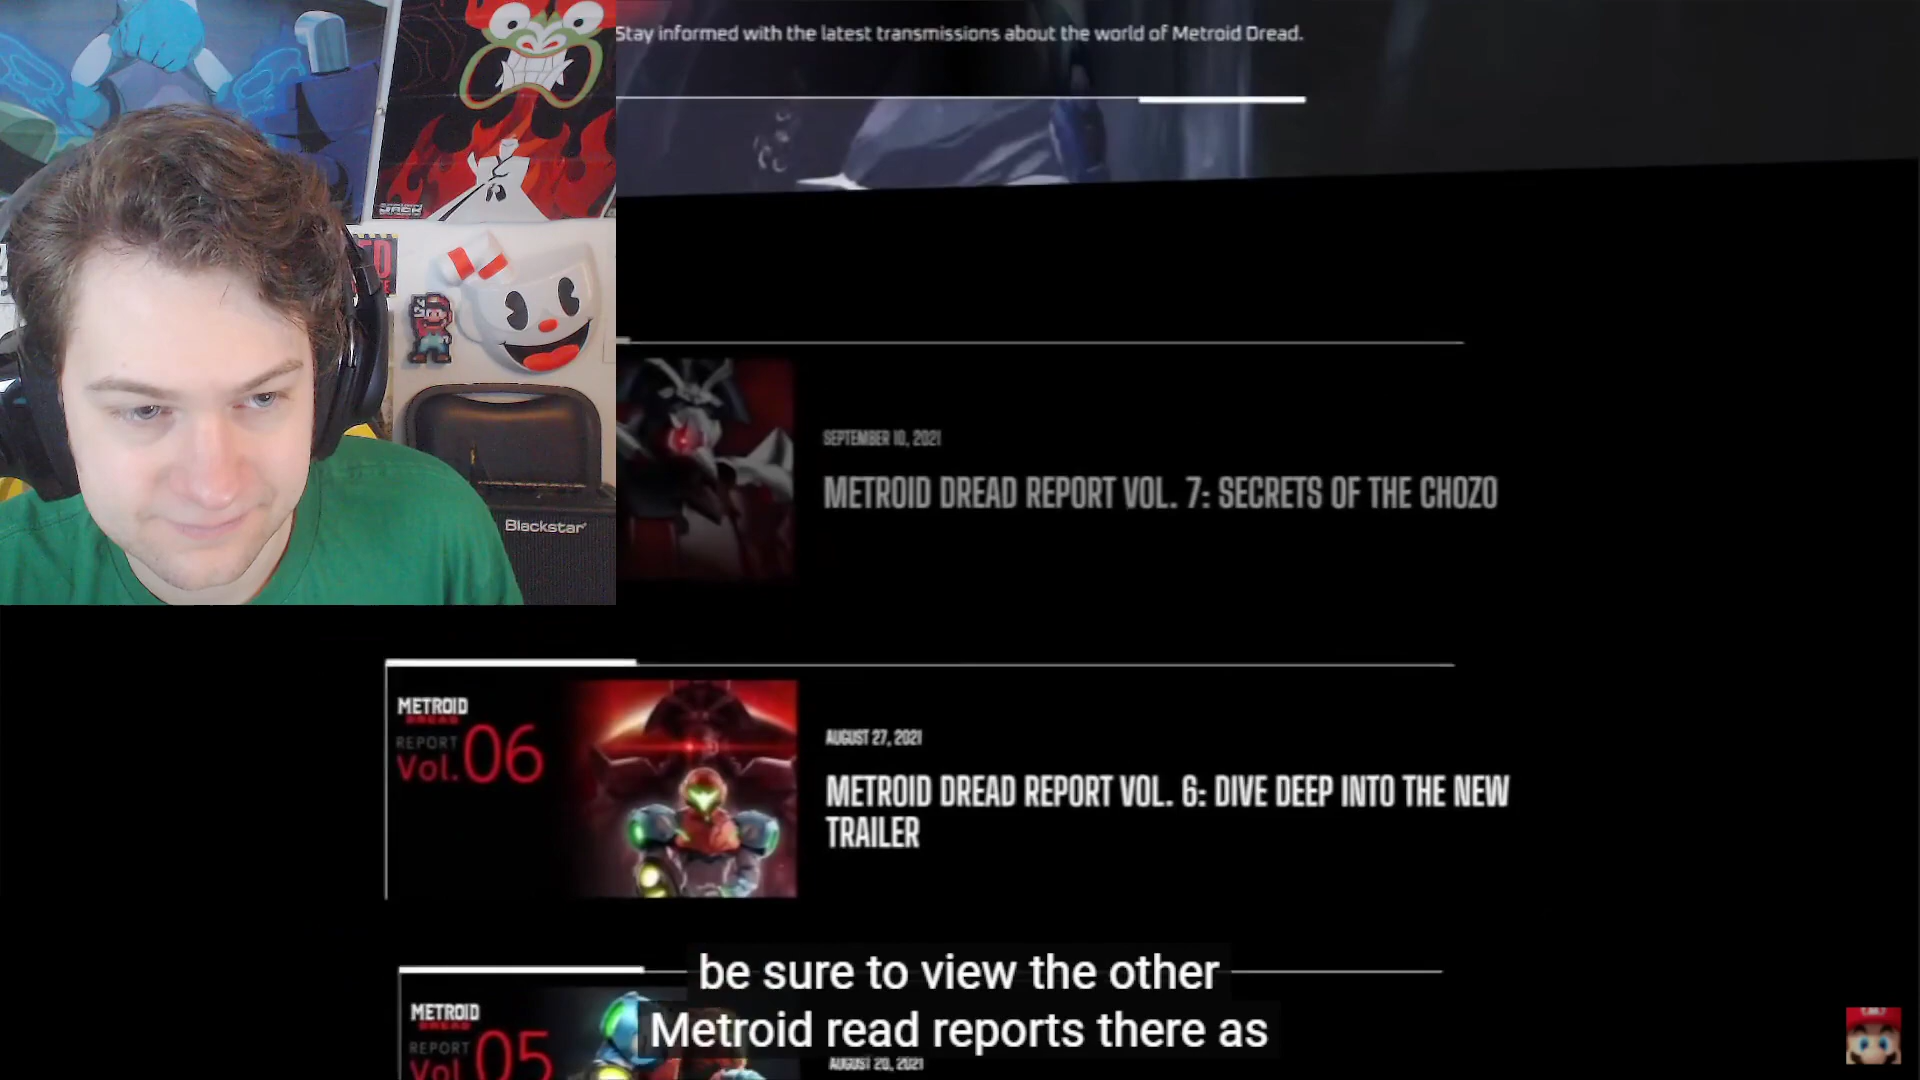 Stay informed with the latest transmissions about the world of Metroid Dread.
JACK
Blackstar
SEPTEMBER 10, 2021
METROID DREAD REPORT VOL. 7: SECRETS OF THE CHOZO
METROID
DREAD
REPORT
Vol. 06
AUGUST 27, 2021
METROID DREAD REPORT VOL. 6: DIVE DEEP INTO THE NEW
TRAILER
METROID
DREAD
REPORT
Vol. 05
AUGUST 20, 2021
be sure to view the other
Metroid read reports there as